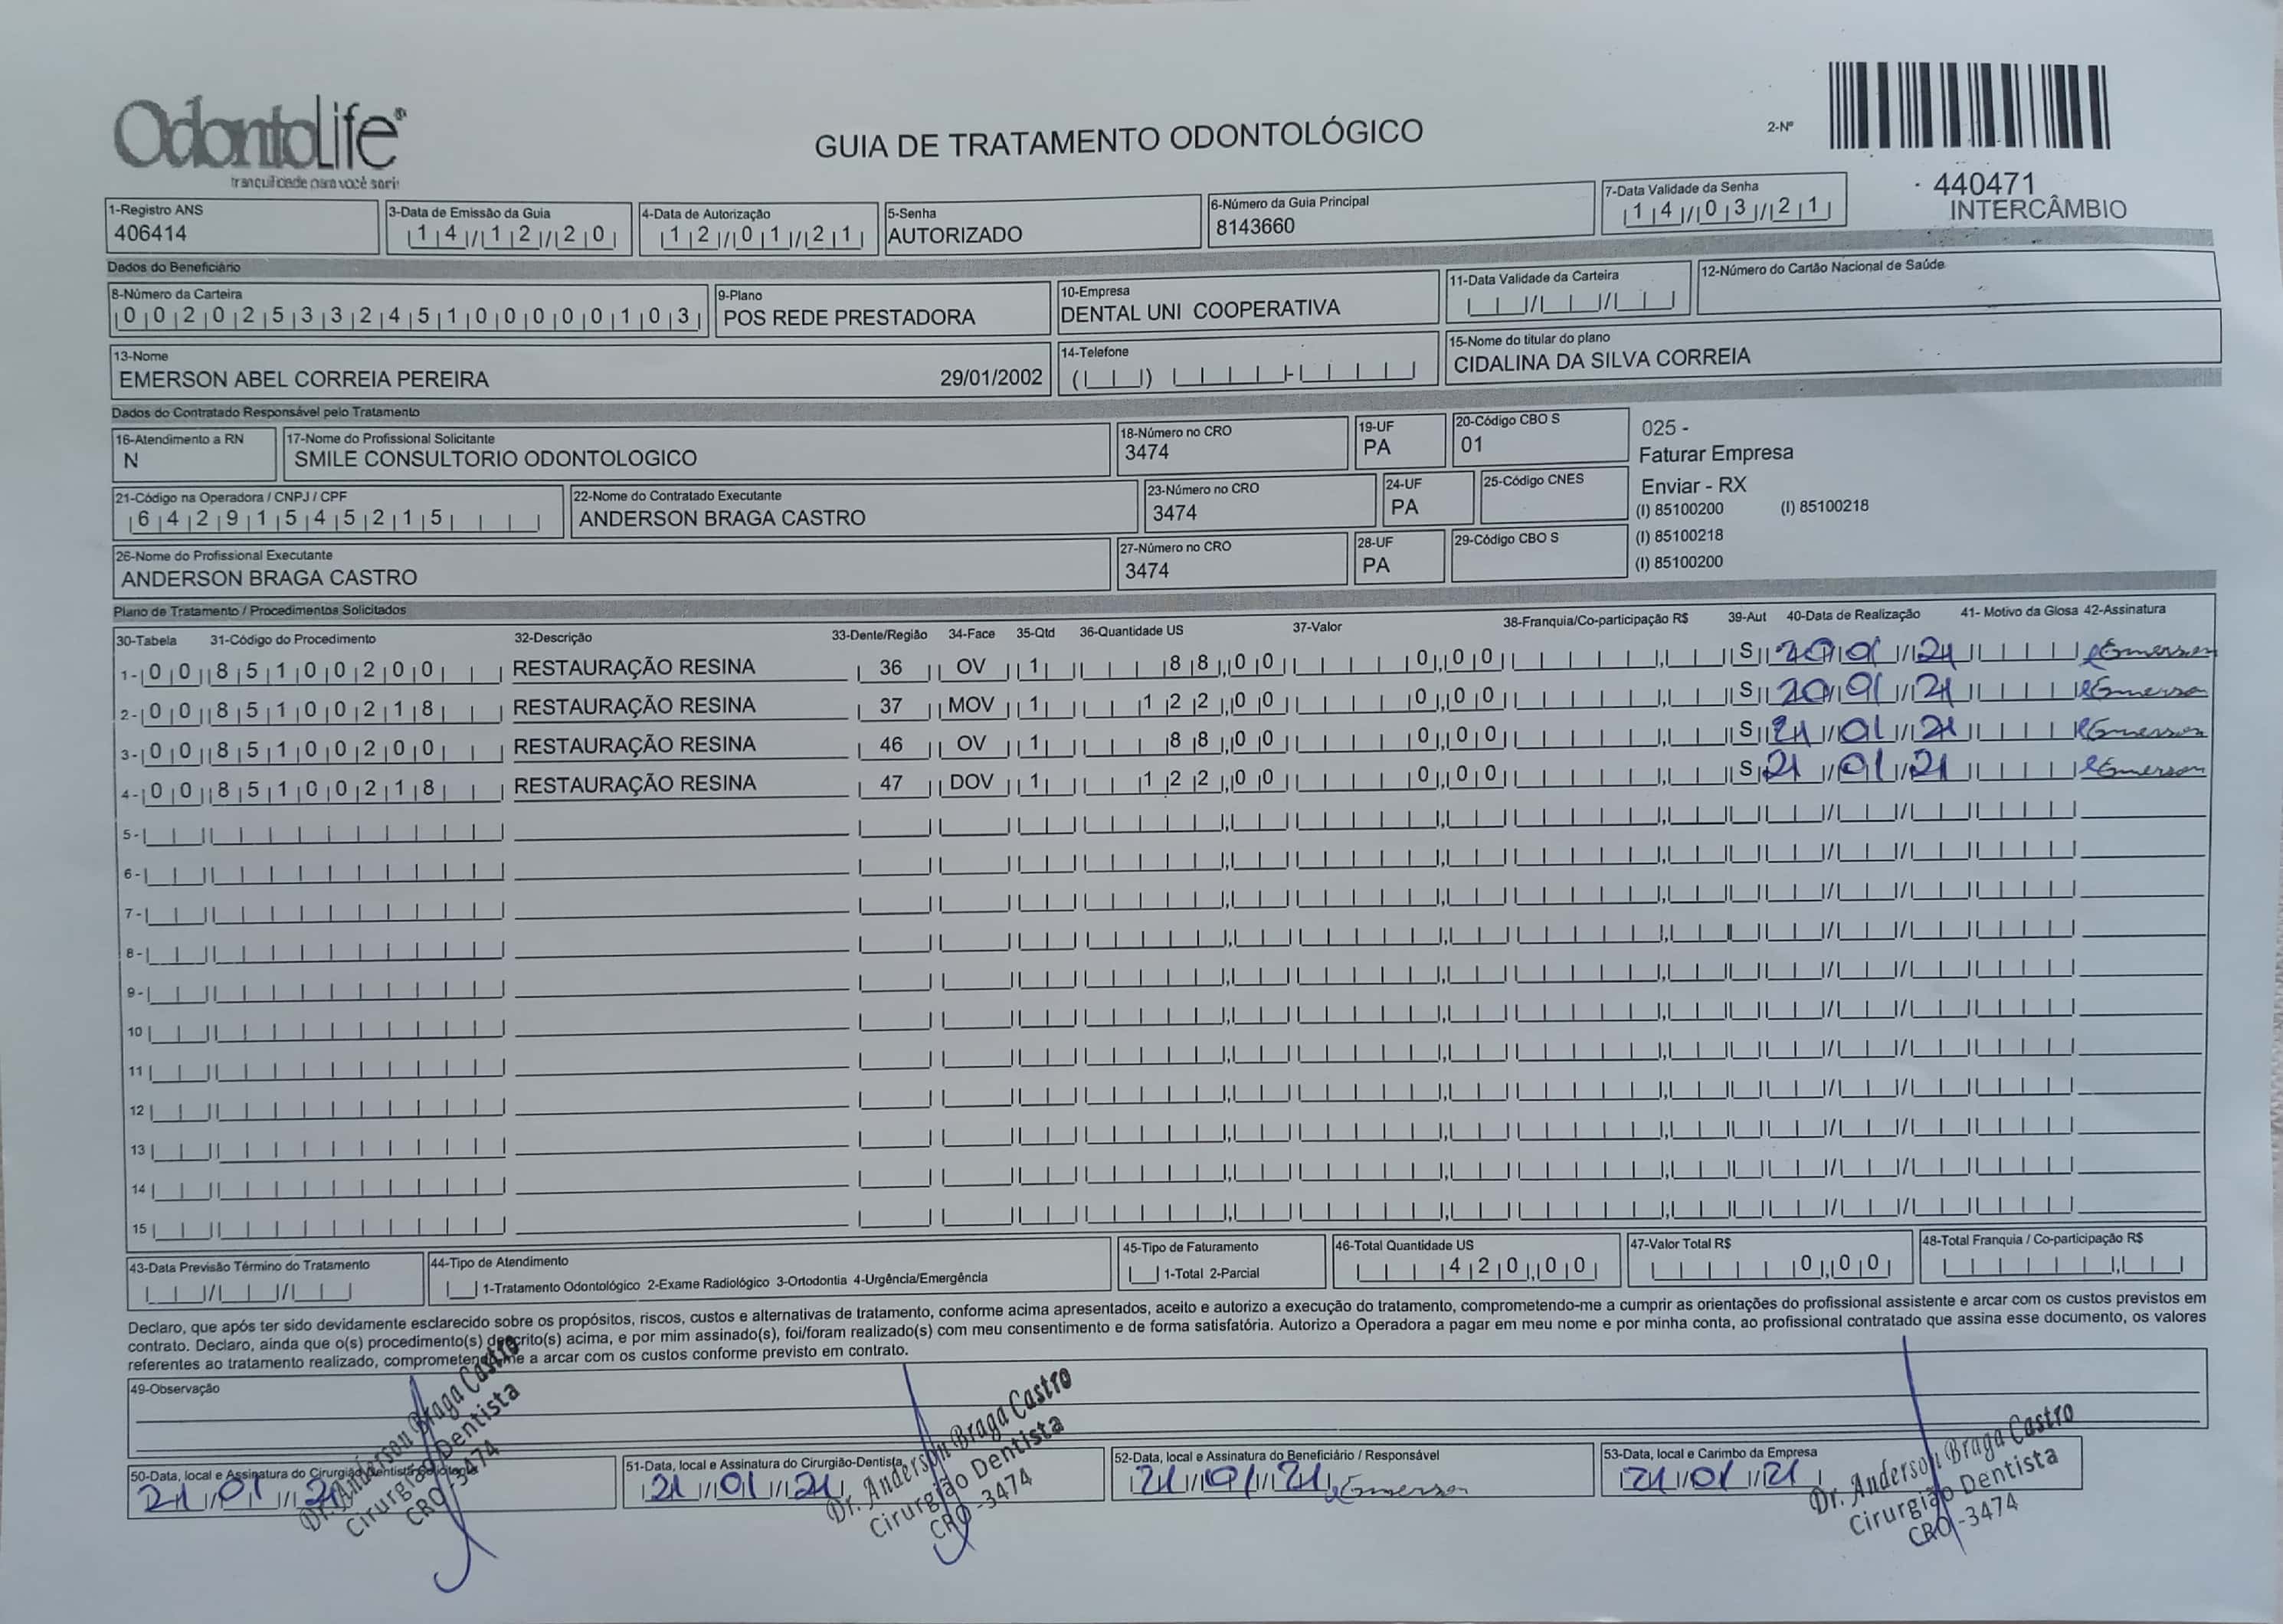 OdontoLife®
tranquilidade para você sorrir
GUIA DE TRATAMENTO ODONTOLÓGICO
2-Nº
440471
INTERCÂMBIO
1-Registro ANS
406414
3-Data de Emissão da Guia
14/12/20
4-Data de Autorização
12/01/21
5-Senha
AUTORIZADO
6-Número da Guia Principal
8143660
7-Data Validade da Senha
14/03/21
Dados do Beneficiário
8-Número da Carteira
00202533245100000103
9-Plano
POS REDE PRESTADORA
10-Empresa
DENTAL UNI COOPERATIVA
11-Data Validade da Carteira
12-Número do Cartão Nacional de Saúde
13-Nome
EMERSON ABEL CORREIA PEREIRA 29/01/2002
14-Telefone
15-Nome do titular do plano
CIDALINA DA SILVA CORREIA
Dados do Contratado Responsável pelo Tratamento
16-Atendimento a RN
N
17-Nome do Profissional Solicitante
SMILE CONSULTORIO ODONTOLOGICO
18-Número no CRO
3474
19-UF
PA
20-Código CBO S
01
025 -
Faturar Empresa
Enviar - RX
(I) 85100200 (I) 85100218
(I) 85100218
(I) 85100200
21-Código na Operadora / CNPJ / CPF
64291545215
22-Nome do Contratado Executante
ANDERSON BRAGA CASTRO
23-Número no CRO
3474
24-UF
PA
25-Código CNES
26-Nome do Profissional Executante
ANDERSON BRAGA CASTRO
27-Número no CRO
3474
28-UF
PA
29-Código CBO S
Plano de Tratamento / Procedimentos Solicitados
30-Tabela 31-Código do Procedimento 32-Descrição 33-Dente/Região 34-Face 35-Qtd 36-Quantidade US 37-Valor 38-Franquia/Co-participação R$ 39-Aut 40-Data de Realização 41- Motivo da Glosa 42-Assinatura
1- 00 85100200 RESTAURAÇÃO RESINA 36 OV 1 88,00 0,00 S 20/01/21 Emerson
2- 00 85100218 RESTAURAÇÃO RESINA 37 MOV 1 122,00 0,00 S 20/01/21 Emerson
3- 00 85100200 RESTAURAÇÃO RESINA 46 OV 1 88,00 0,00 S 21/01/21 Emerson
4- 00 85100218 RESTAURAÇÃO RESINA 47 DOV 1 122,00 0,00 S 21/01/21 Emerson
5-
6-
7-
8-
9-
10
11
12
13
14
15
43-Data Previsão Término do Tratamento
44-Tipo de Atendimento
1-Tratamento Odontológico 2-Exame Radiológico 3-Ortodontia 4-Urgência/Emergência
45-Tipo de Faturamento
1-Total 2-Parcial
46-Total Quantidade US
420,00
47-Valor Total R$
0,00
48-Total Franquia / Co-participação R$
Declaro, que após ter sido devidamente esclarecido sobre os propósitos, riscos, custos e alternativas de tratamento, conforme acima apresentados, aceito e autorizo a execução do tratamento, comprometendo-me a cumprir as orientações do profissional assistente e arcar com os custos previstos em
contrato. Declaro, ainda que o(s) procedimento(s) descrito(s) acima, e por mim assinado(s), foi/foram realizado(s) com meu consentimento e de forma satisfatória. Autorizo a Operadora a pagar em meu nome e por minha conta, ao profissional contratado que assina esse documento, os valores
referentes ao tratamento realizado, comprometendo-me a arcar com os custos conforme previsto em contrato.
49-Observação
50-Data, local e Assinatura do Cirurgião-Dentista Solicitante
21/01/21
Dr. Anderson Braga Castro
Cirurgião Dentista
CRO-3474
51-Data, local e Assinatura do Cirurgião-Dentista
21/01/21
Dr. Anderson Braga Castro
Cirurgião Dentista
CRO-3474
52-Data, local e Assinatura do Beneficiário / Responsável
21/01/21 Emerson
53-Data, local e Carimbo da Empresa
21/01/21
Dr. Anderson Braga Castro
Cirurgião Dentista
CRO-3474